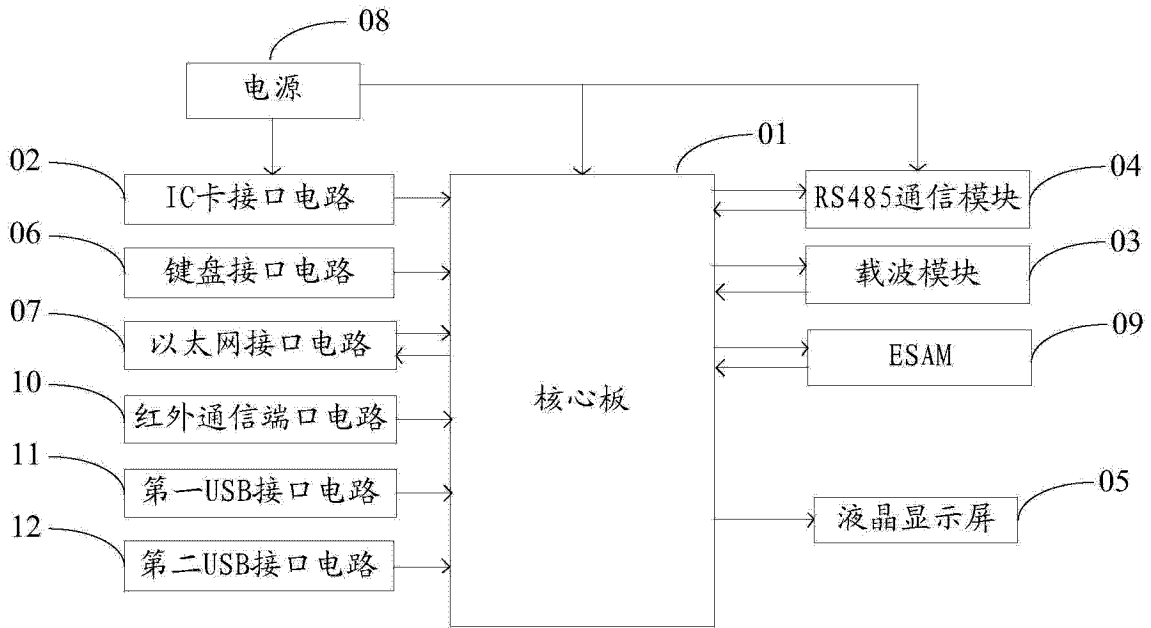 08
电源
01
02
IC卡接口电路
04
RS485通信模块
06
键盘接口电路
03
载波模块
07
以太网接口电路
09
ESAM
10
红外通信端口电路
核心板
11
第一USB接口电路
05
液晶显示屏
12
第二USB接口电路